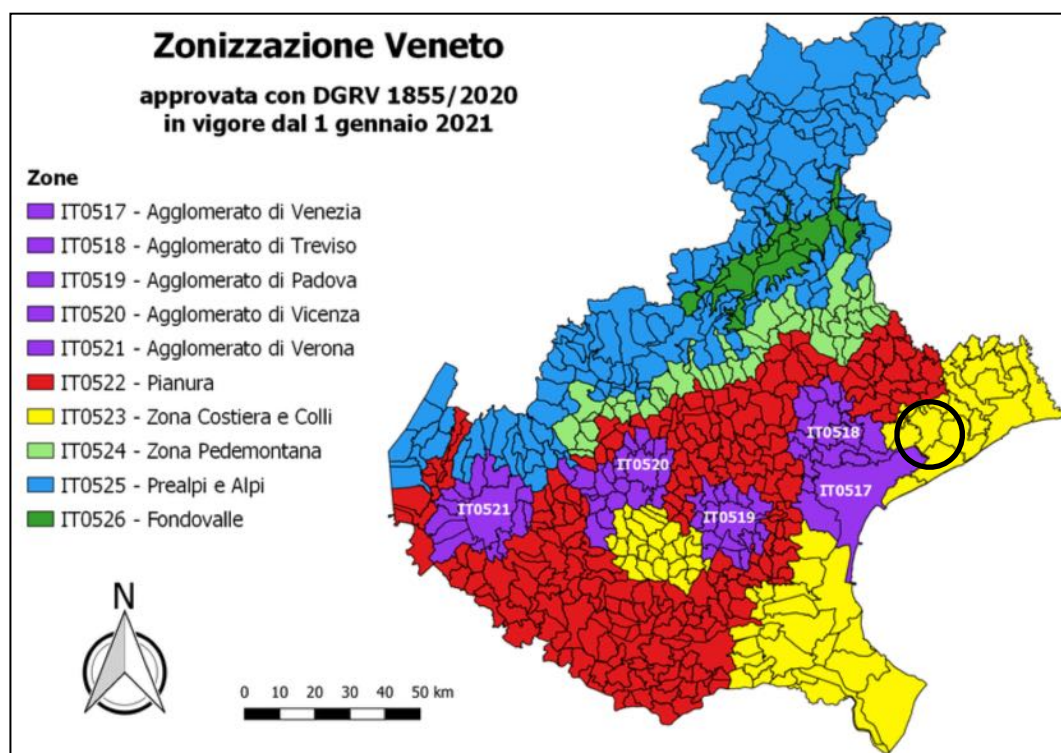 Zonizzazione Veneto
approvata con DGRV 1855/2020
in vigore dal 1 gennaio 2021
Zone
IT0517 - Agglomerato di Venezia
IT0518 - Agglomerato di Treviso
IT0519 - Agglomerato di Padova
IT0520 - Agglomerato di Vicenza
IT0521 - Agglomerato di Verona
IT0522 - Pianura
IT0523 - Zona Costiera e Colli
IT0524 - Zona Pedemontana
IT0525 - Prealpi e Alpi
IT0526 - Fondovalle
IT0518
IT0520
IT0517
IT0521
IT0519
N
0 10 20 30 40 50 km